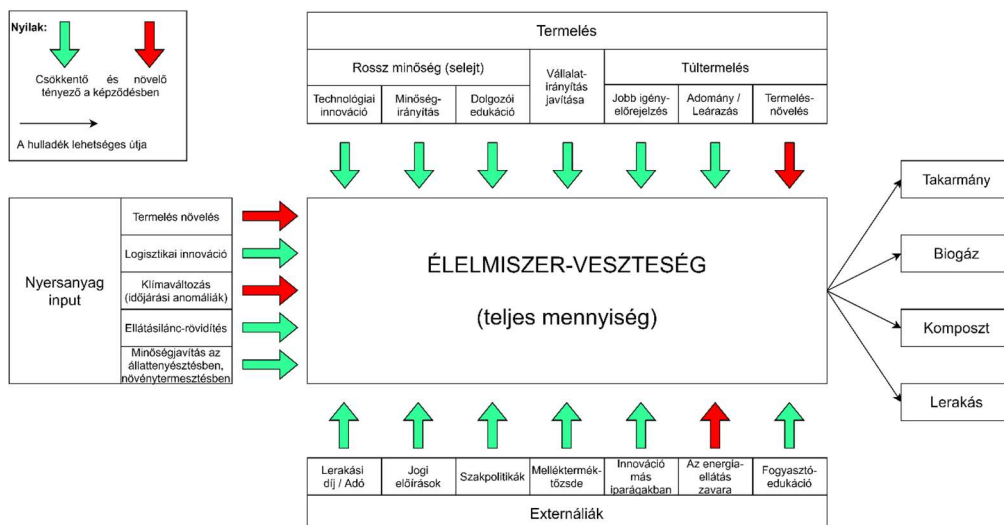 Nyilak:
Csökkentő és növelő
tényező a képződésben
A hulladék lehetséges útja
Termelés
Rossz minőség (selejt)
Vállalat-
irányítás
javítása
Túltermelés
Technológiai
innováció
Minőség-
irányítás
Dolgozói
edukáció
Jobb igény-
előrejelzés
Adomány /
Leárazás
Termelés-
növelés
Nyersanyag
input
Termelés növelés
Logisztikai innováció
Klímaváltozás
(időjárási anomáliák)
Ellátásilánc-rövidítés
Minőségjavítás az
állattenyésztésben,
növénytermesztésben
ÉLELMISZER-VESZTESÉG
(teljes mennyiség)
Takarmány
Biogáz
Komposzt
Lerakás
Lerakási
díj / Adó
Jogi
előírások
Szakpolitikák
Melléktermék-
tőzsde
Innováció
más
iparágakban
Az energia-
ellátás
zavara
Fogyasztó-
edukáció
Externáliák